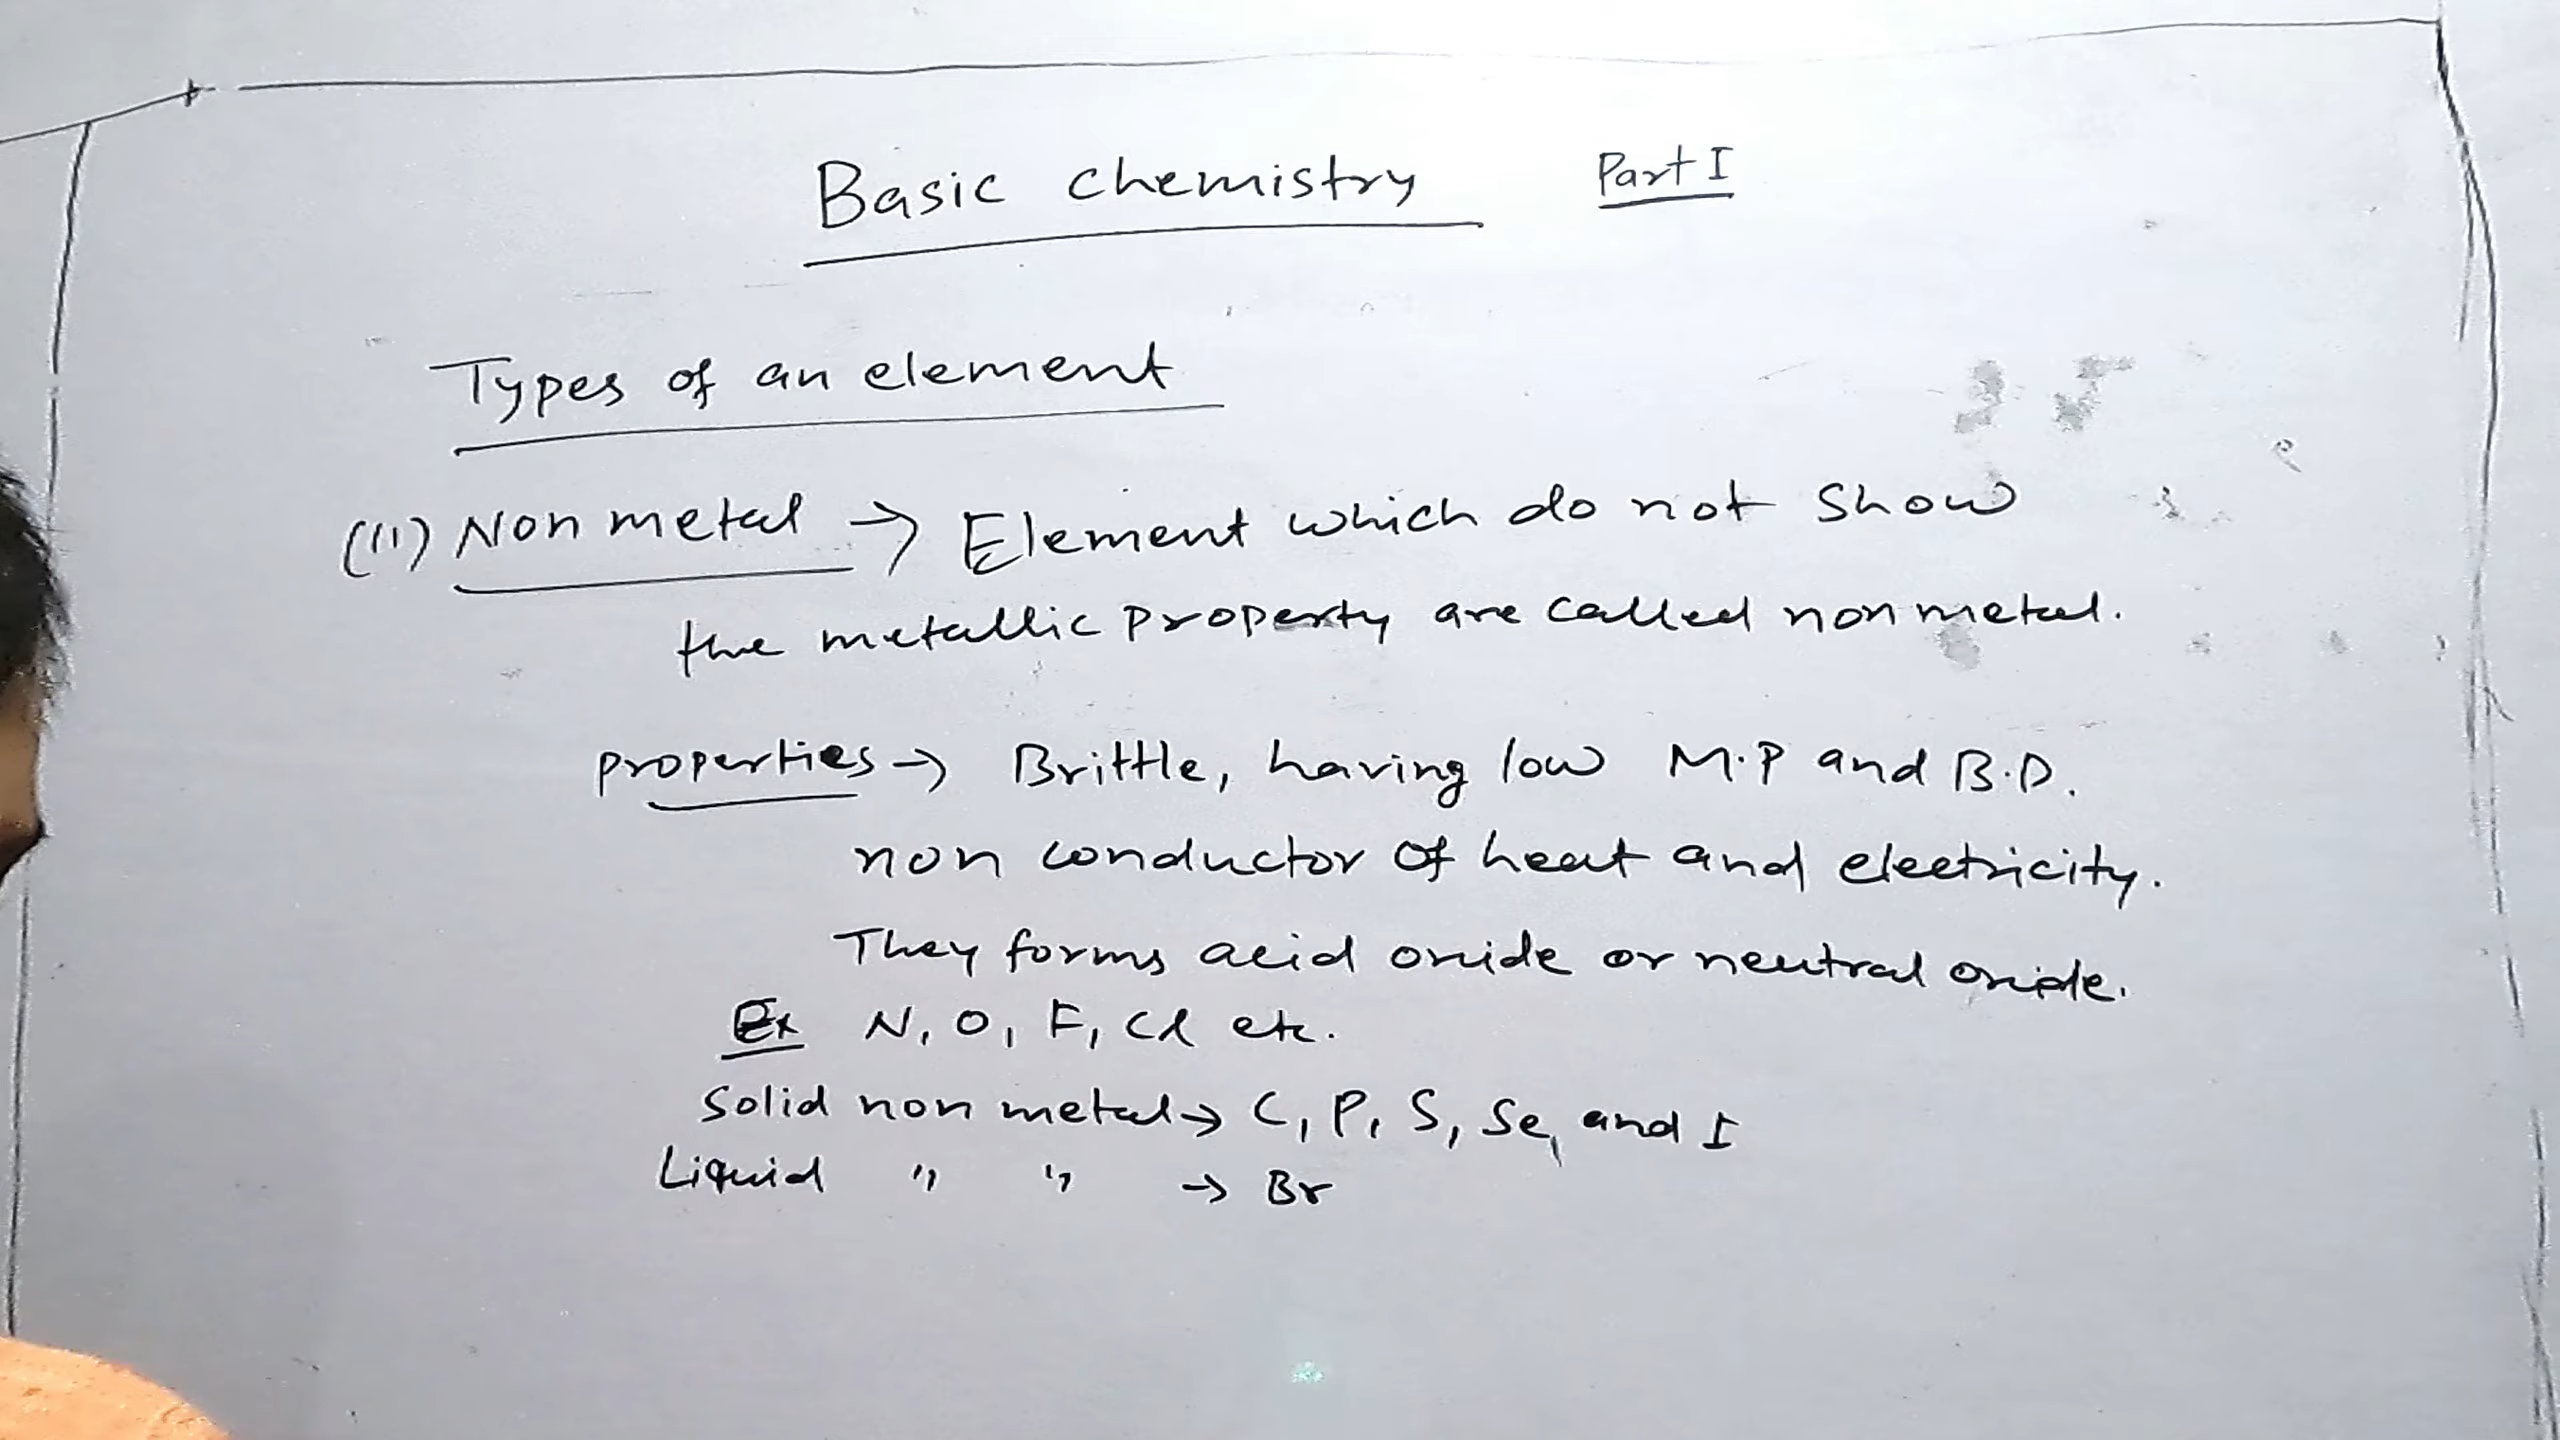 Basic chemistry Part I
Types of an element
(11) Non metal → Element which do not show
the metallic property are called non metal.
properties → Brittle, having low M.P and B.D.
non conductor of heat and electricity.
They forms acid oxide or neutral oxide.
Ex N, O, F, Cl etc.
Solid non metal → C, P, S, Se, and I
Liquid " " → Br